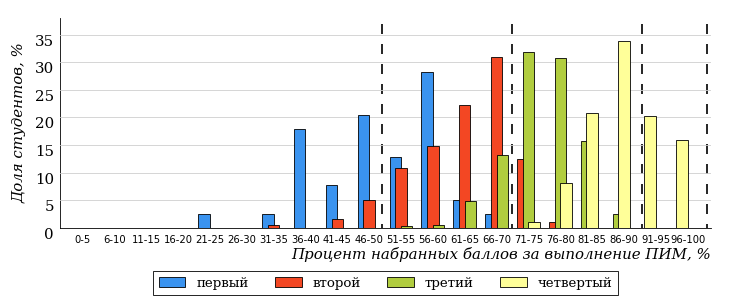 Доля студентов, %
35
30
25
20
15
10
5
0
0-5 6-10 11-15 16-20 21-25 26-30 31-35 36-40 41-45 46-50 51-55 56-60 61-65 66-70 71-75 76-80 81-85 86-90 91-95 96-100
Процент набранных баллов за выполнение ПИМ, %
первый второй третий четвертый